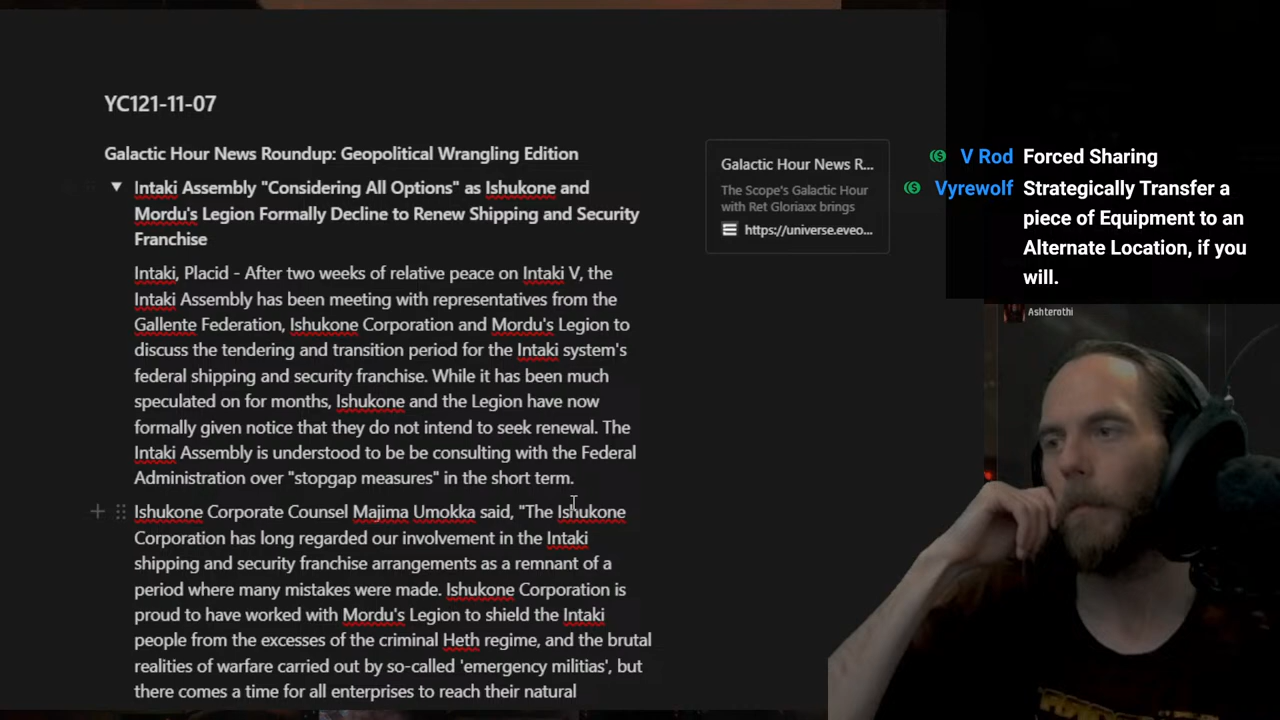 YC121-11-07
Galactic Hour News Roundup: Geopolitical Wrangling Edition
Intaki Assembly "Considering All Options" as Ishukone and
Mordu's Legion Formally Decline to Renew Shipping and Security
Franchise
Intaki, Placid - After two weeks of relative peace on Intaki V, the
Intaki Assembly has been meeting with representatives from the
Gallente Federation, Ishukone Corporation and Mordu's Legion to
discuss the tendering and transition period for the Intaki system's
federal shipping and security franchise. While it has been much
speculated on for months, Ishukone and the Legion have now
formally given notice that they do not intend to seek renewal. The
Intaki Assembly is understood to be be consulting with the Federal
Administration over "stopgap measures" in the short term.
Ishukone Corporate Counsel Majima Umokka said, "The Ishukone
Corporation has long regarded our involvement in the Intaki
shipping and security franchise arrangements as a remnant of a
period where many mistakes were made. Ishukone Corporation is
proud to have worked with Mordu's Legion to shield the Intaki
people from the excesses of the criminal Heth regime, and the brutal
realities of warfare carried out by so-called 'emergency militias', but
there comes a time for all enterprises to reach their natural
Galactic Hour News R...
The Scope's Galactic Hour
with Ret Gloriaxx brings
https://universe.eveo...
V Rod Forced Sharing
Vyrewolf Strategically Transfer a
piece of Equipment to an
Alternate Location, if you
will.
Ashterothi